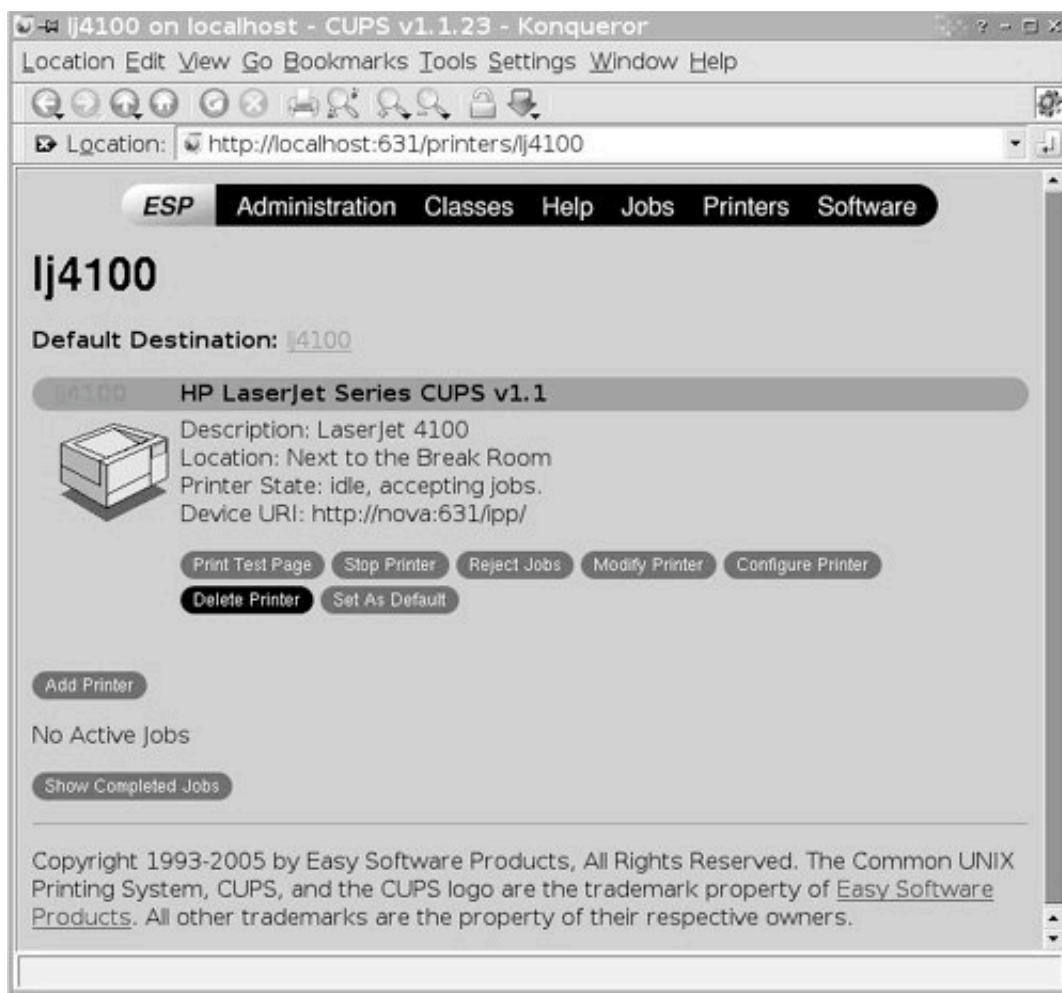 lj4100 on localhost - CUPS v1.1.23 - Konqueror
Location Edit View Go Bookmarks Tools Settings Window Help
Location: http://localhost:631/printers/lj4100
ESP Administration Classes Help Jobs Printers Software
lj4100
Default Destination: lj4100
lj4100 HP LaserJet Series CUPS v1.1
Description: LaserJet 4100
Location: Next to the Break Room
Printer State: idle, accepting jobs.
Device URI: http://nova:631/ipp/
Print Test Page Stop Printer Reject Jobs Modify Printer Configure Printer
Delete Printer Set As Default
Add Printer
No Active Jobs
Show Completed Jobs
Copyright 1993-2005 by Easy Software Products, All Rights Reserved. The Common UNIX
Printing System, CUPS, and the CUPS logo are the trademark property of Easy Software
Products. All other trademarks are the property of their respective owners.